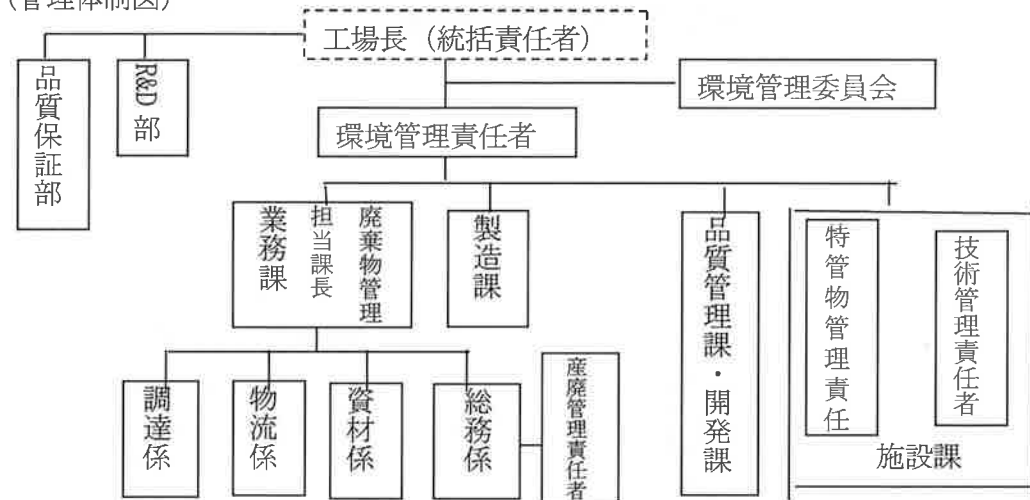 （管理体制図）
工場長（統括責任者）
品質保証部
R&D部
環境管理委員会
環境管理責任者
業務課
担当課長
廃棄物管理
製造課
品質管理課・開発課
特管物管理責任
技術管理責任者
施設課
調達係
物流係
資材係
総務係
産廃管理責任者